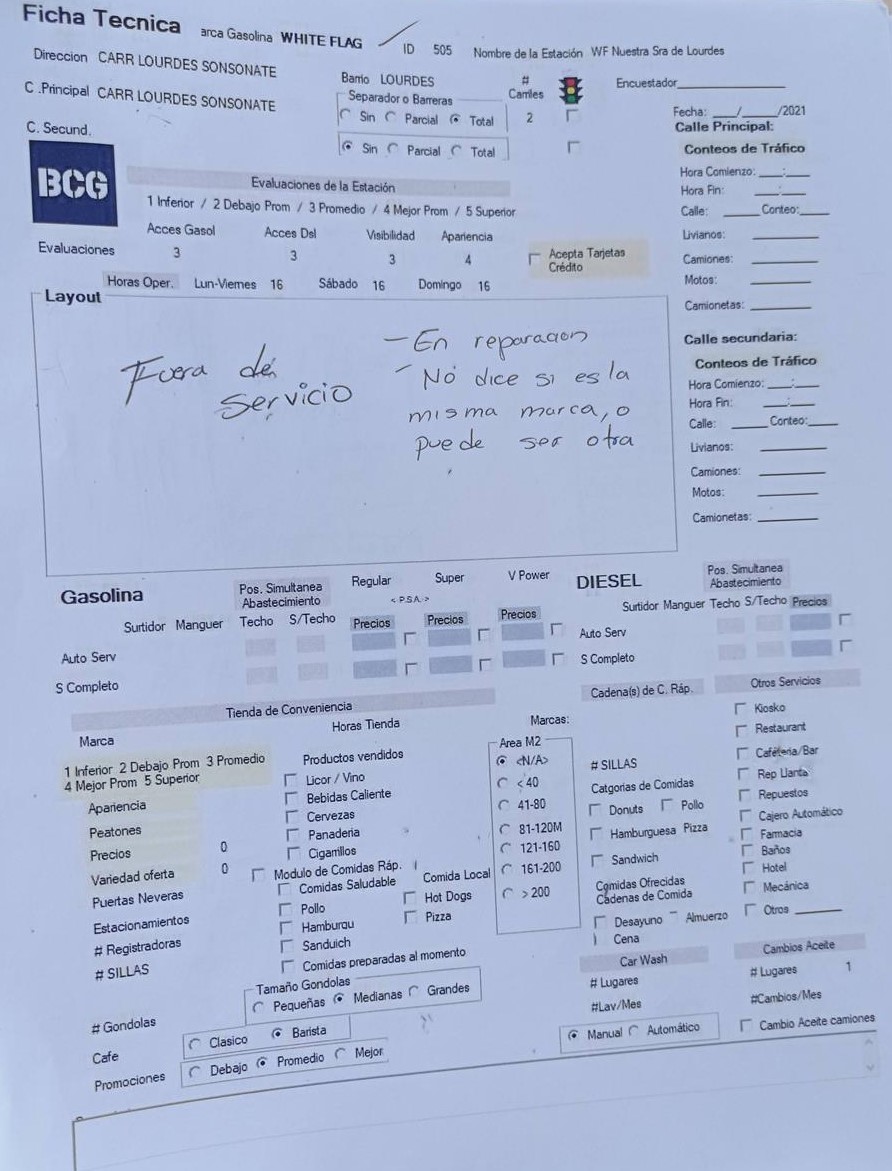 Ficha Tecnica arca Gasolina WHITE FLAG ID 505 Nombre de la Estación WF Nuestra Sra de Lourdes
Direccion CARR LOURDES SONSONATE
C .Principal CARR LOURDES SONSONATE
C. Secund.
Barrio LOURDES
# Carriles
Encuestador
Separador o Barreras
Sin Parcial Total 2
Sin Parcial Total
Fecha: ___/____/2021
Calle Principal:
Conteos de Tráfico
Hora Comienzo: ___:___
Hora Fin: ___:___
Calle: _____ Conteo:____
Livianos:
Camiones:
Motos:
Camionetas:
BCG
Evaluaciones de la Estación
1 Inferior / 2 Debajo Prom / 3 Promedio / 4 Mejor Prom / 5 Superior
Acces Gasol Acces Dsl Visibilidad Apariencia
Evaluaciones 3 3 3 4
Acepta Tarjetas
Crédito
Horas Oper. Lun-Viernes 16 Sábado 16 Domingo 16
Layout
Fuera de
Servicio
- En reparacion
- No dice si es la
misma marca, o
puede ser otra
Calle secundaria:
Conteos de Tráfico
Hora Comienzo: ___:___
Hora Fin: ___:___
Calle: _____ Conteo:____
Livianos:
Camiones:
Motos:
Camionetas:
Gasolina
Pos. Simultanea
Abastecimiento
Regular Super V Power
< P.S.A.>
Surtidor Manguer Techo S/Techo Precios Precios Precios
Auto Serv
S Completo
DIESEL
Pos. Simultanea
Abastecimiento
Surtidor Manguer Techo S/Techo Precios
Auto Serv
S Completo
Tienda de Conveniencia
Marca
Horas Tienda
1 Inferior 2 Debajo Prom 3 Promedio
4 Mejor Prom 5 Superior
Apariencia
Peatones
Precios 0
Variedad oferta 0
Puertas Neveras
Estacionamientos
# Registradoras
# SILLAS
# Gondolas
Cafe
Promociones
Productos vendidos
Licor / Vino
Bebidas Caliente
Cervezas
Panaderia
Cigarrillos
Modulo de Comidas Ráp.
Comidas Saludable
Pollo
Hamburgu
Sanduich
Comidas preparadas al momento
Comida Local
Hot Dogs
Pizza
Tamaño Gondolas
Pequeñas Medianas Grandes
Clasico Barista
Debajo Promedio Mejor
Marcas:
Area M2
<N/A>
< 40
41-80
81-120M
121-160
161-200
> 200
Cadena(s) de C. Ráp.
# SILLAS
Catgorias de Comidas
Donuts Pollo
Hamburguesa Pizza
Sandwich
Comidas Ofrecidas
Cadenas de Comida
Desayuno Almuerzo
Cena
Car Wash
# Lugares
#Lav/Mes
Manual Automático
Otros Servicios
Kiosko
Restaurant
Cafeteria/Bar
Rep Llanta
Repuestos
Cajero Automático
Farmacia
Baños
Hotel
Mecánica
Otros
Cambios Aceite
# Lugares 1
#Cambios/Mes
Cambio Aceite camiones